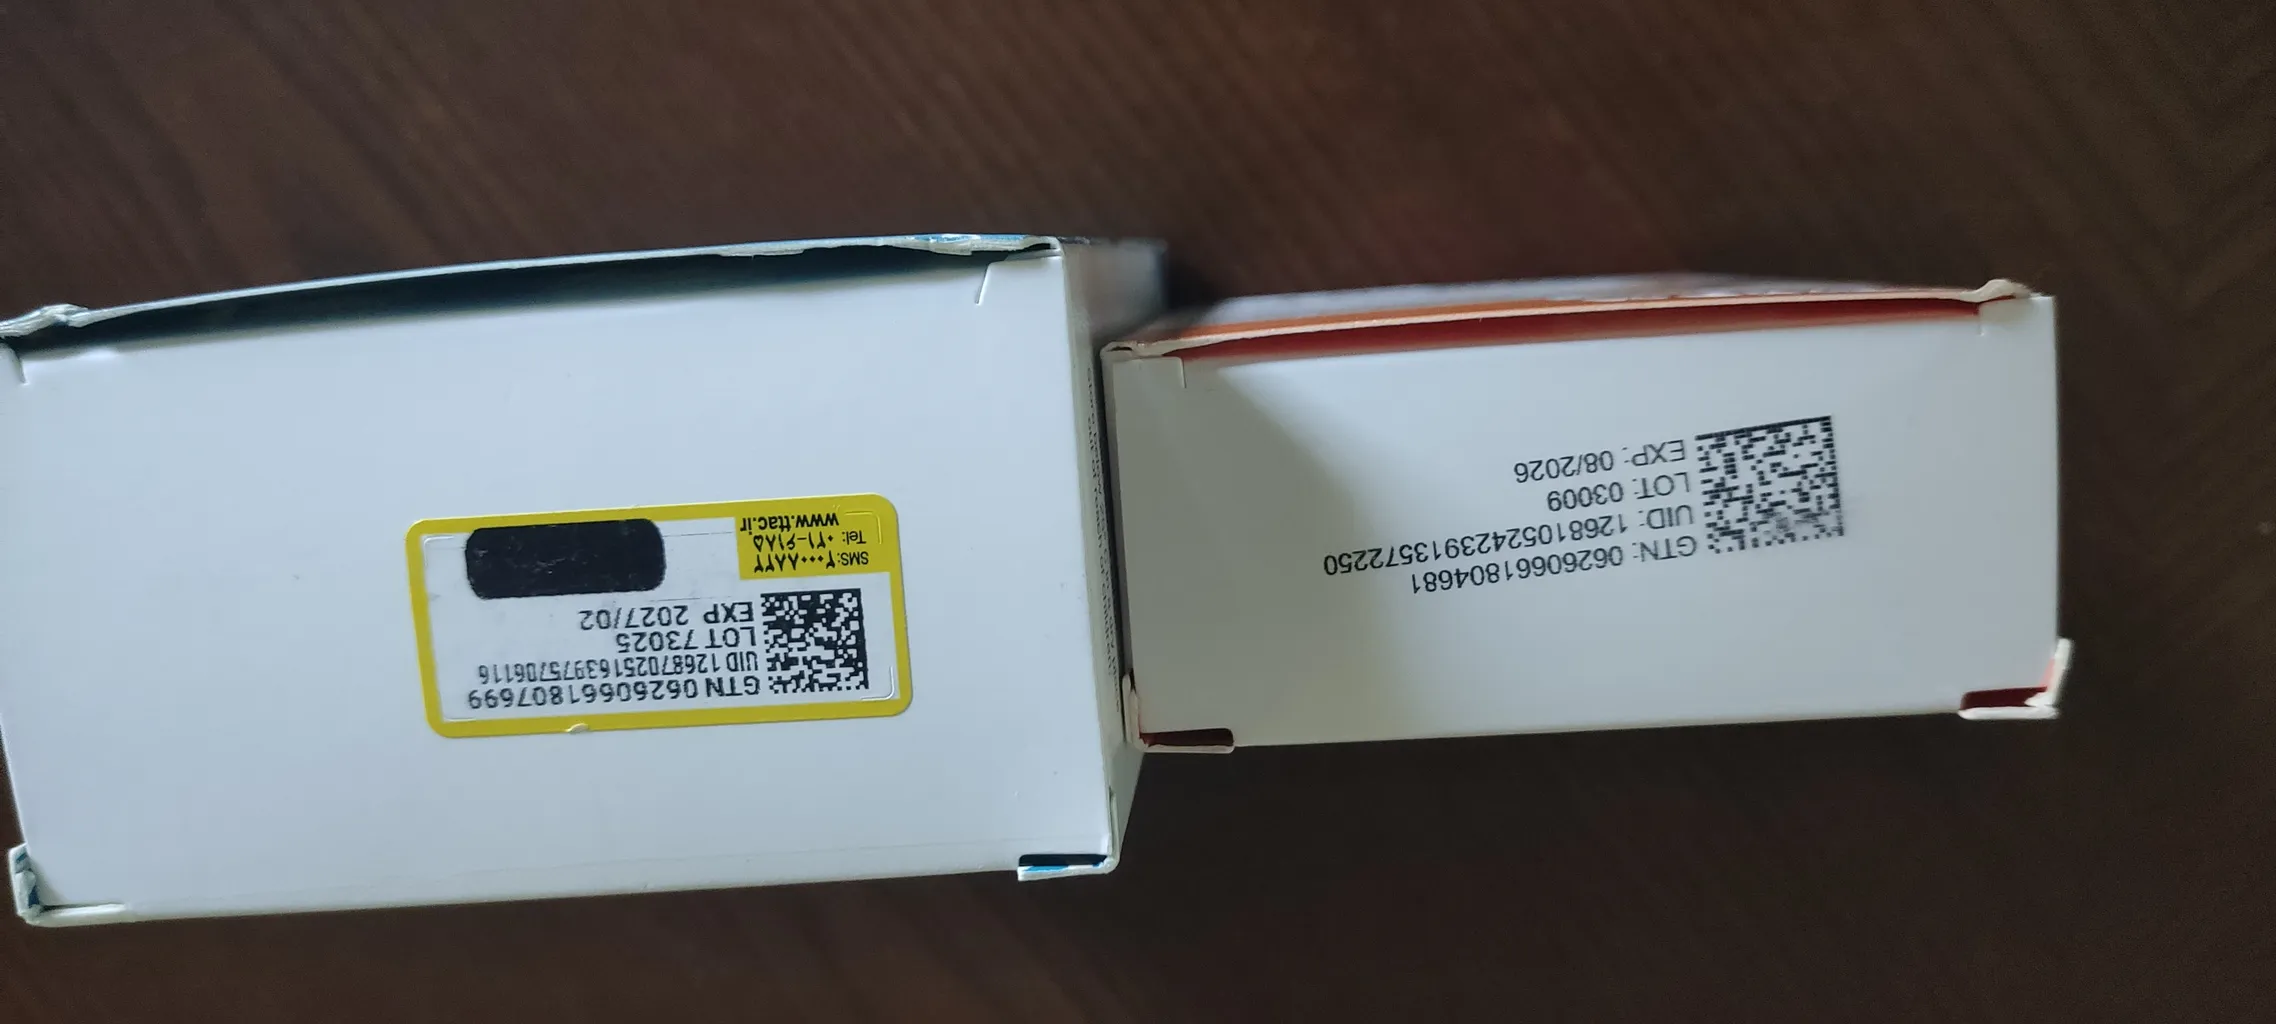 GTN 06260661807699
UID 12687025163975706116
LOT 73025
EXP 2027/02
SMS:۲۰۰۰۸۸۲۲
Tel: ۰۲۱-۶۱۸۵
www.ttac.ir
GTN: 06260661804681
UID: 12681052423913572250
LOT: 03009
EXP: 08/2026